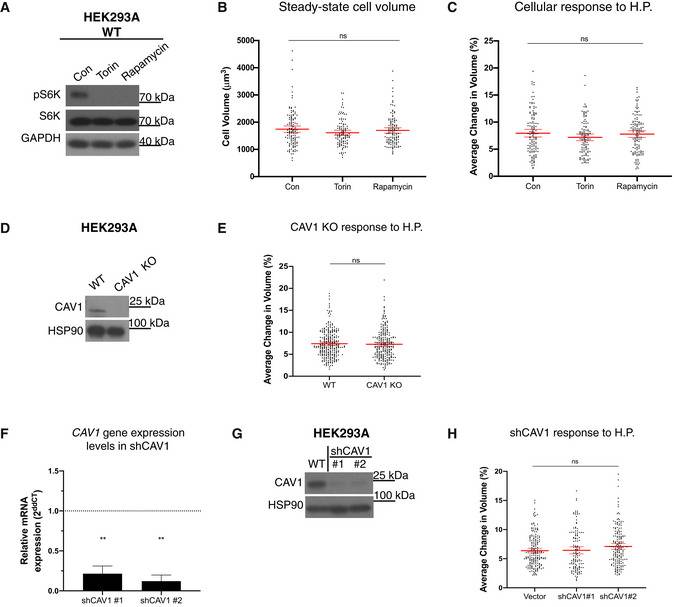 A
HEK293A
WT
Con
Torin
Rapamycin
pS6K
70 kDa
S6K
70 kDa
GAPDH
40 kDa
B
Steady-state cell volume
ns
Cell Volume (μm³)
5000
4000
3000
2000
1000
0
Con
Torin
Rapamycin
C
Cellular response to H.P.
ns
Average Change in Volume (%)
25
20
15
10
5
0
Con
Torin
Rapamycin
D
HEK293A
WT
CAV1 KO
CAV1
25 kDa
HSP90
100 kDa
E
CAV1 KO response to H.P.
ns
Average Change in Volume (%)
25
20
15
10
5
0
WT
CAV1 KO
F
CAV1 gene expression
levels in shCAV1
Relative mRNA
expression (2^ddCT)
1.5
1.0
0.5
0.0
**
**
shCAV1 #1
shCAV1 #2
G
HEK293A
shCAV1
WT
#1
#2
CAV1
25 kDa
HSP90
100 kDa
H
shCAV1 response to H.P.
ns
Average Change in Volume (%)
20
15
10
5
0
Vector
shCAV1#1
shCAV1#2